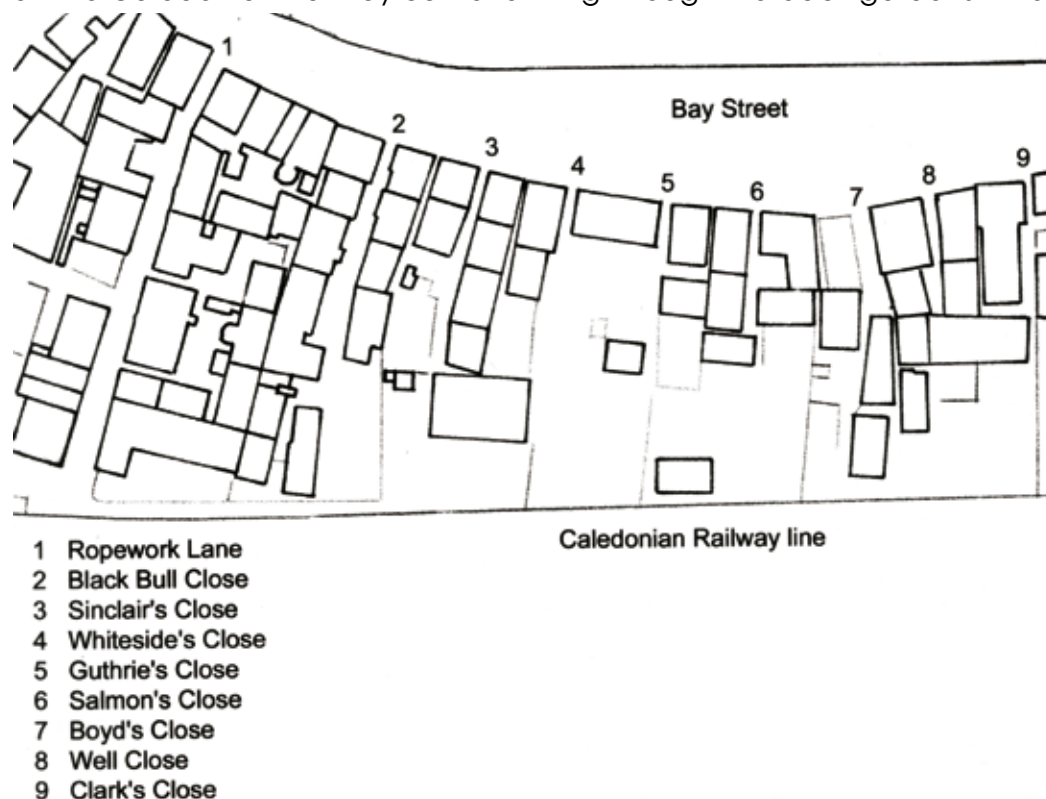 1
Bay Street
2
3
4
5
6
7
8
9
Caledonian Railway line
1 Ropework Lane
2 Black Bull Close
3 Sinclair's Close
4 Whiteside's Close
5 Guthrie's Close
6 Salmon's Close
7 Boyd's Close
8 Well Close
9 Clark's Close